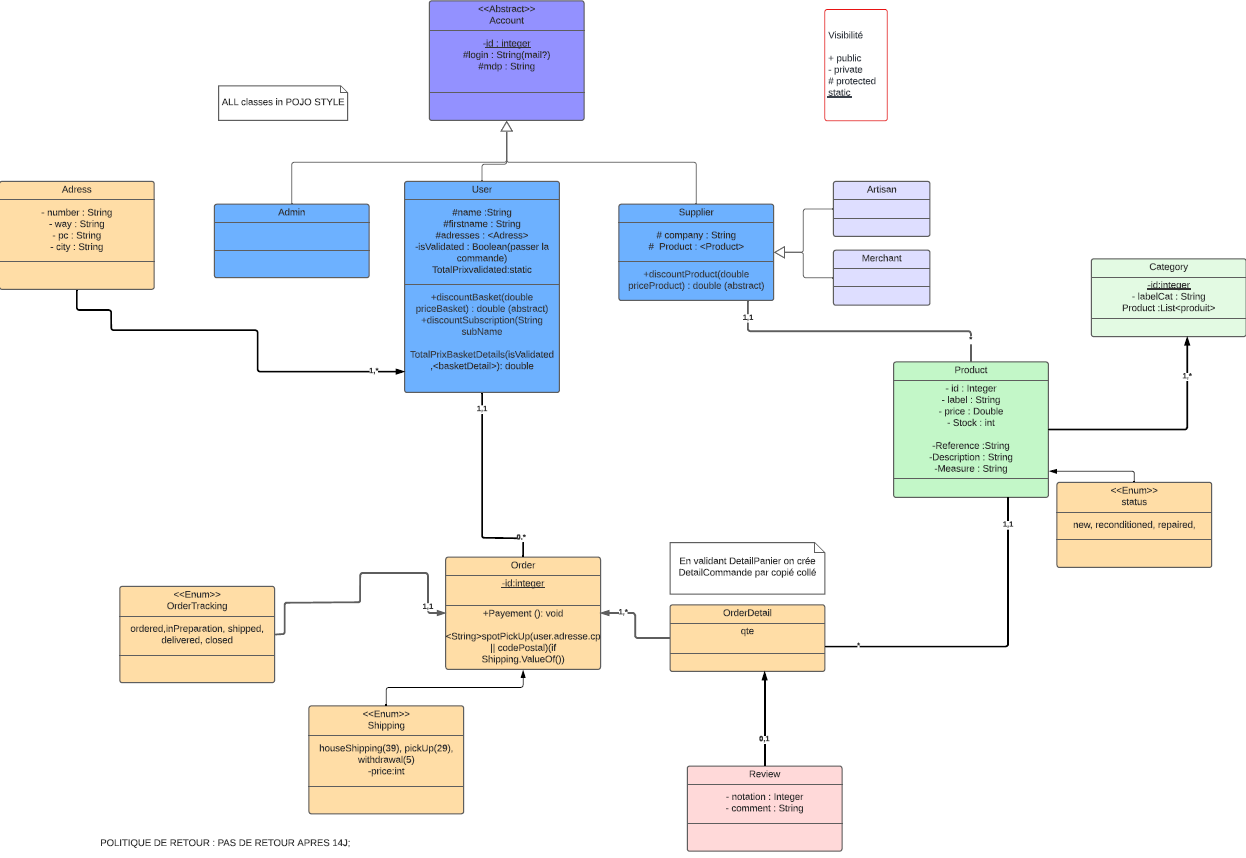 <<Abstract>>
Account
-id : integer
#login : String(mail?)
#mdp : String
Visibilité
+ public
- private
# protected
static
ALL classes in POJO STYLE
Adress
- number : String
- way : String
- pc : String
- city : String
Admin
User
#name :String
#firstname : String
#adresses : <Adress>
-isValidated : Boolean(passer la
commande)
TotalPrixvalidated:static
+discountBasket(double
priceBasket) : double (abstract)
+discountSubscription(String
subName
TotalPrixBasketDetails(isValidated
,<basketDetail>): double
Supplier
# company : String
# Product : <Product>
+discountProduct(double
priceProduct) : double (abstract)
Artisan
Merchant
Category
-id:integer
- labelCat : String
Product :List<produit>
1,1
*
1,*
1,*
Product
- id : Integer
- label : String
- price : Double
- Stock : int
-Reference :String
-Description : String
-Measure : String
1,1
<<Enum>>
status
new, reconditioned, repaired,
1,1
0,*
Order
-id:integer
+Payement (): void
<String>spotPickUp(user.adresse.cp
|| codePostal)(if
Shipping.ValueOf())
En validant DetailPanier on crée
DetailCommande par copié collé
<<Enum>>
OrderTracking
ordered,inPreparation, shipped,
delivered, closed
1,1
1,*
OrderDetail
qte
*
<<Enum>>
Shipping
houseShipping(39), pickUp(29),
withdrawal(5)
-price:int
0,1
Review
- notation : Integer
- comment : String
POLITIQUE DE RETOUR : PAS DE RETOUR APRES 14J;